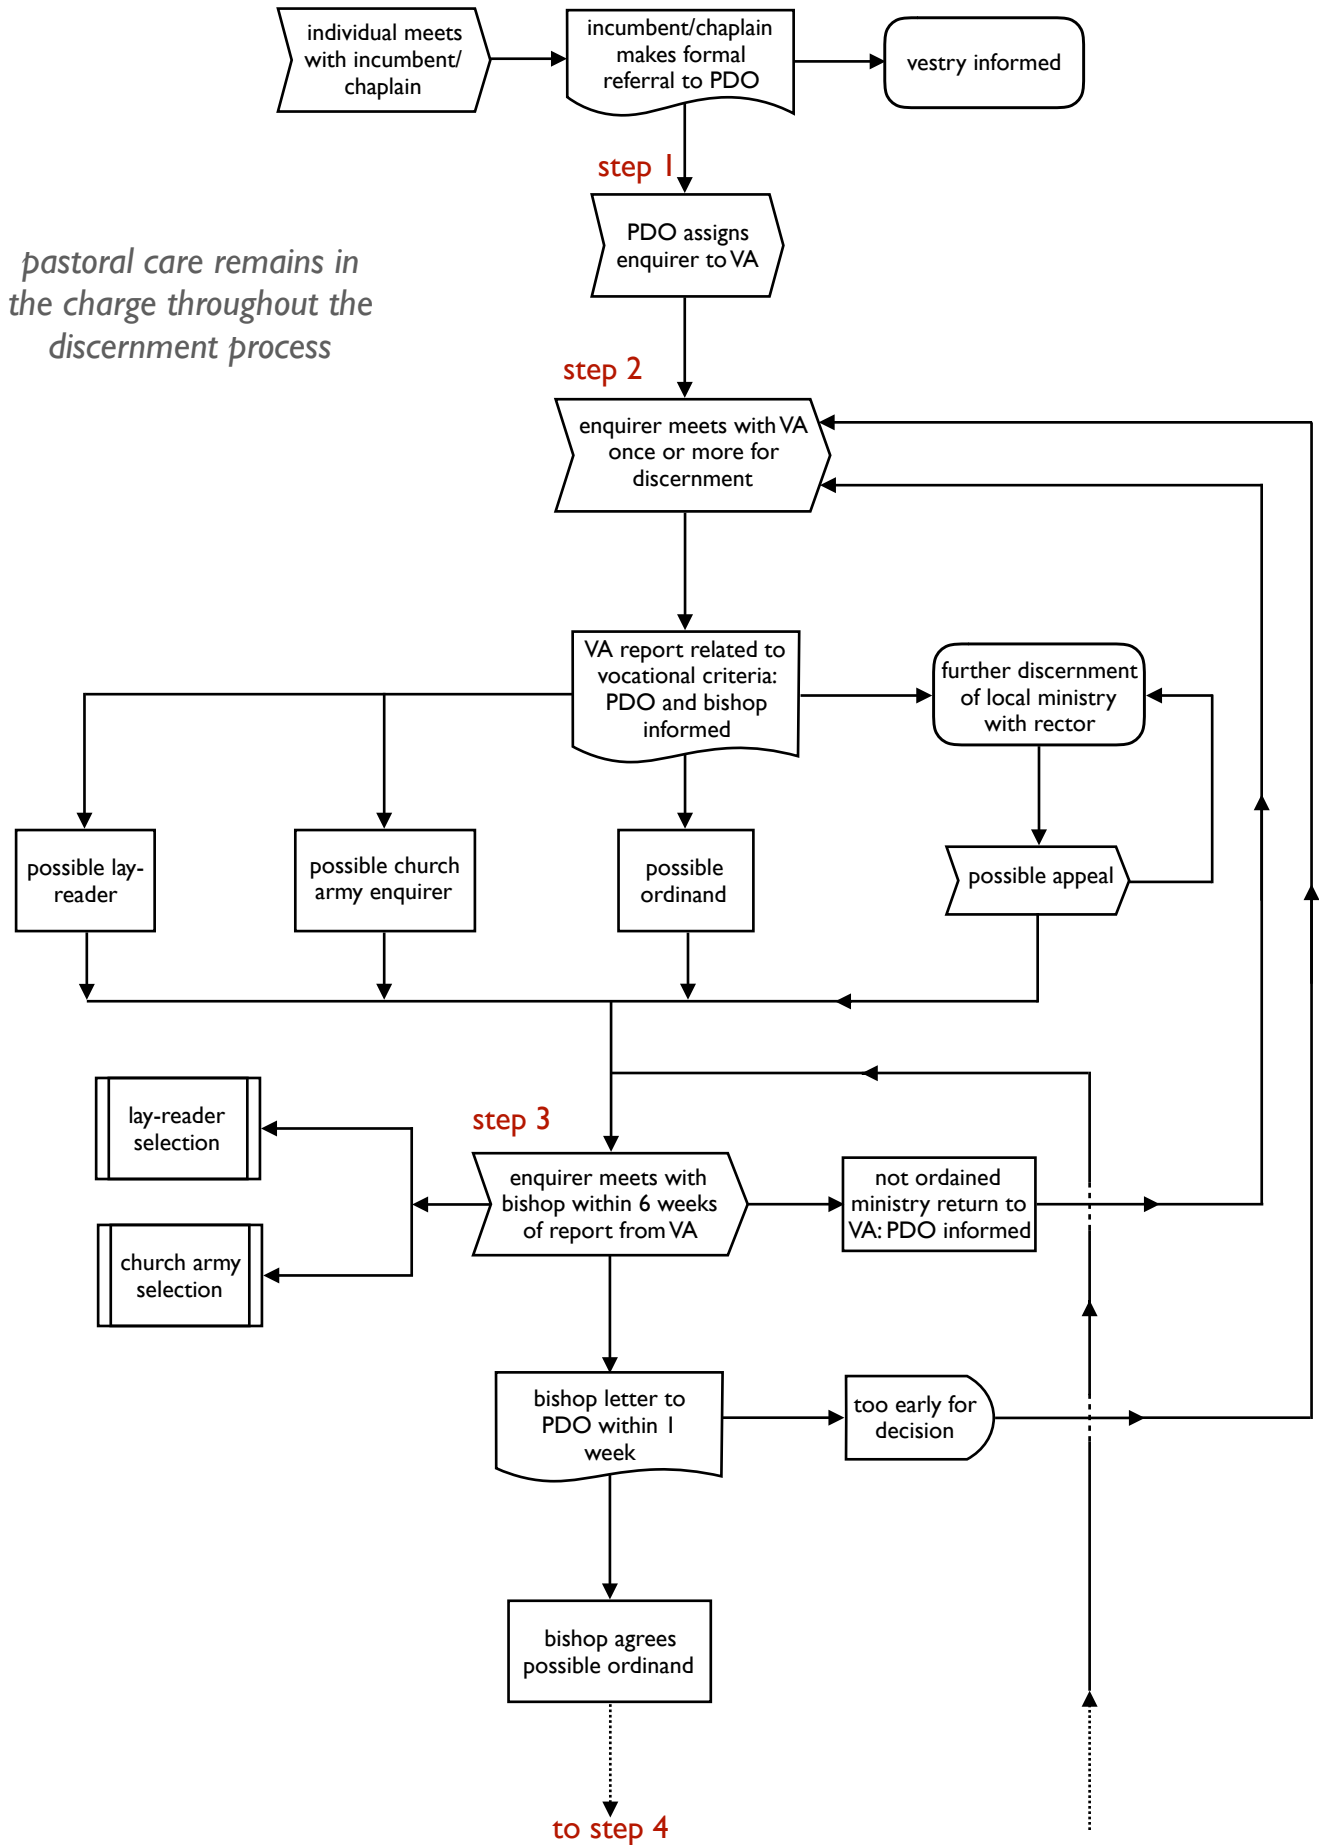 individual meets
with incumbent/
chaplain
incumbent/chaplain
makes formal
referral to PDO
vestry informed
step 1
PDO assigns
enquirer to VA
pastoral care remains in
the charge throughout the
discernment process
step 2
enquirer meets with VA
once or more for
discernment
VA report related to
vocational criteria:
PDO and bishop
informed
further discernment
of local ministry
with rector
possible lay-
reader
possible church
army enquirer
possible
ordinand
possible appeal
lay-reader
selection
step 3
enquirer meets with
bishop within 6 weeks
of report from VA
not ordained
ministry return to
VA: PDO informed
church army
selection
bishop letter to
PDO within 1
week
too early for
decision
bishop agrees
possible ordinand
to step 4